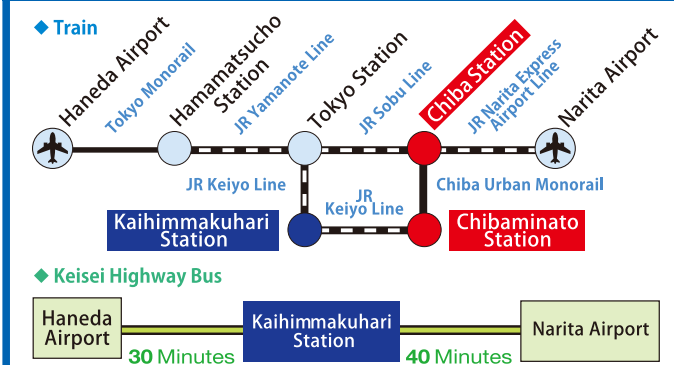 ◆ Train
Haneda Airport
Tokyo Monorail
Hamamatsucho
Station
JR Yamanote Line
Tokyo Station
JR Sobu Line
Chiba Station
JR Narita Express
Airport Line
Narita Airport
JR Keiyo Line
JR
Keiyo Line
Chiba Urban Monorail
Kaihimmakuhari
Station
Chibaminato
Station
◆ Keisei Highway Bus
Haneda
Airport
30 Minutes
Kaihimmakuhari
Station
40 Minutes
Narita Airport